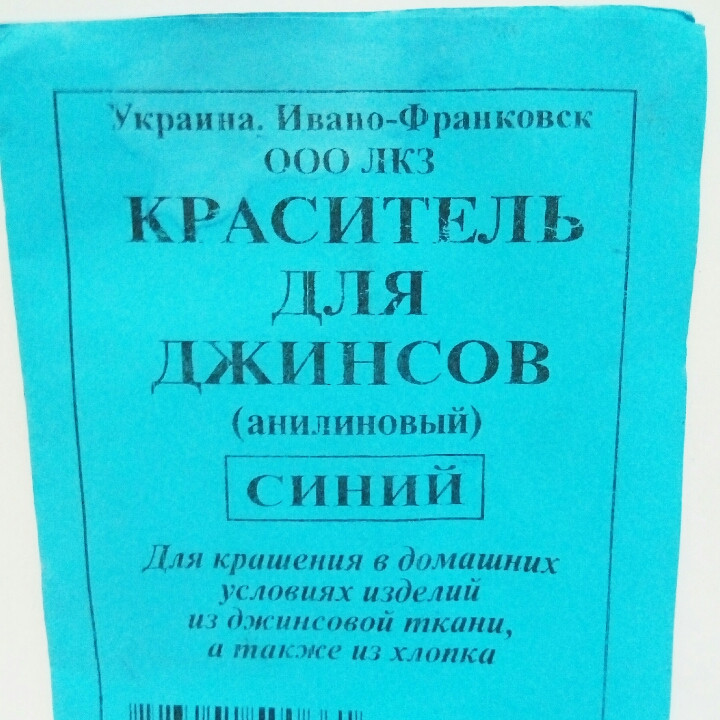 Украина. Ивано-Франковск
ООО ЛКЗ
КРАСИТЕЛЬ
ДЛЯ
ДЖИНСОВ
(анилиновый)
СИНИЙ
Для крашения в домашних
условиях изделий
из джинсовой ткани,
а также из хлопка